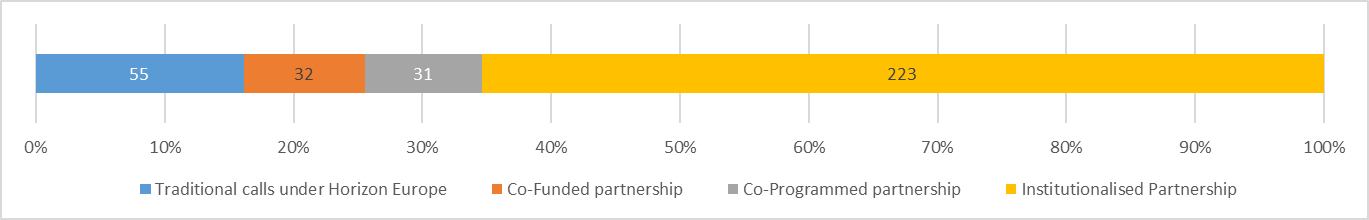 55 32 31 223
0% 10% 20% 30% 40% 50% 60% 70% 80% 90% 100%
Traditional calls under Horizon Europe Co-Funded partnership Co-Programmed partnership Institutionalised Partnership